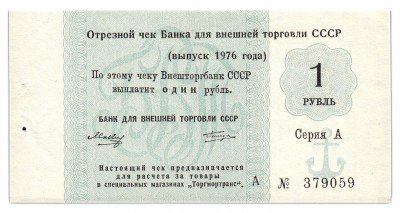 Отрезной чек Банка для внешней торговли СССР
(выпуск 1976 года)
По этому чеку Внешторгбанк СССР
выплатит один рубль.
1
РУБЛЬ
БАНК ДЛЯ ВНЕШНЕЙ ТОРГОВЛИ СССР
Серия А
Настоящий чек предназначается
для расчета за товары
в специальных магазинах „Торгмортранс".
А № 379059